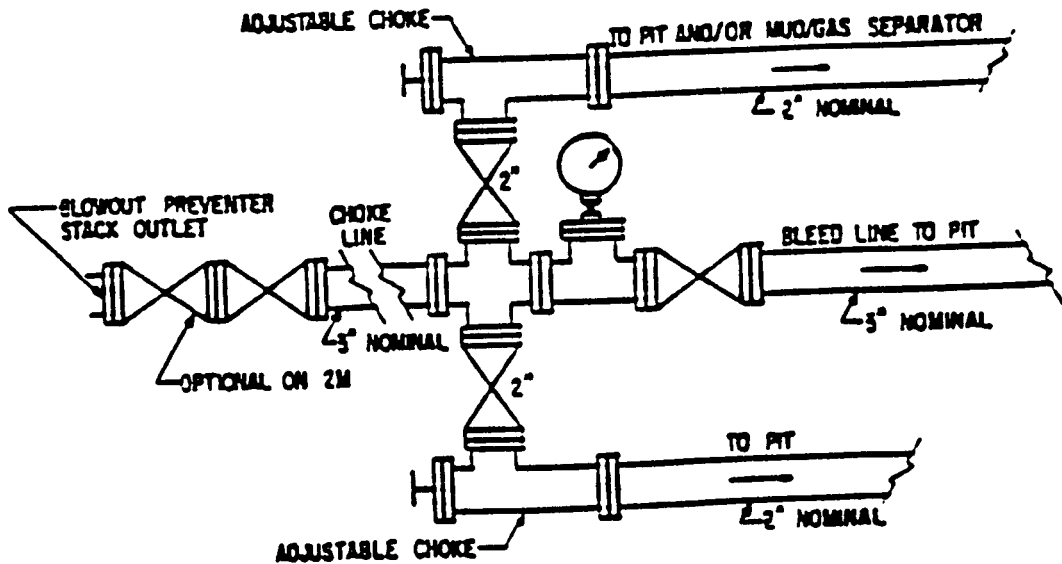 ADJUSTABLE CHOKE
TO PIT AND/OR MUD/GAS SEPARATOR
2" NOMINAL
2"
BLOWOUT PREVENTER
STACK OUTLET
CHOKE
LINE
BLEED LINE TO PIT
3" NOMINAL
3" NOMINAL
OPTIONAL ON 2M
2"
TO PIT
2" NOMINAL
ADJUSTABLE CHOKE